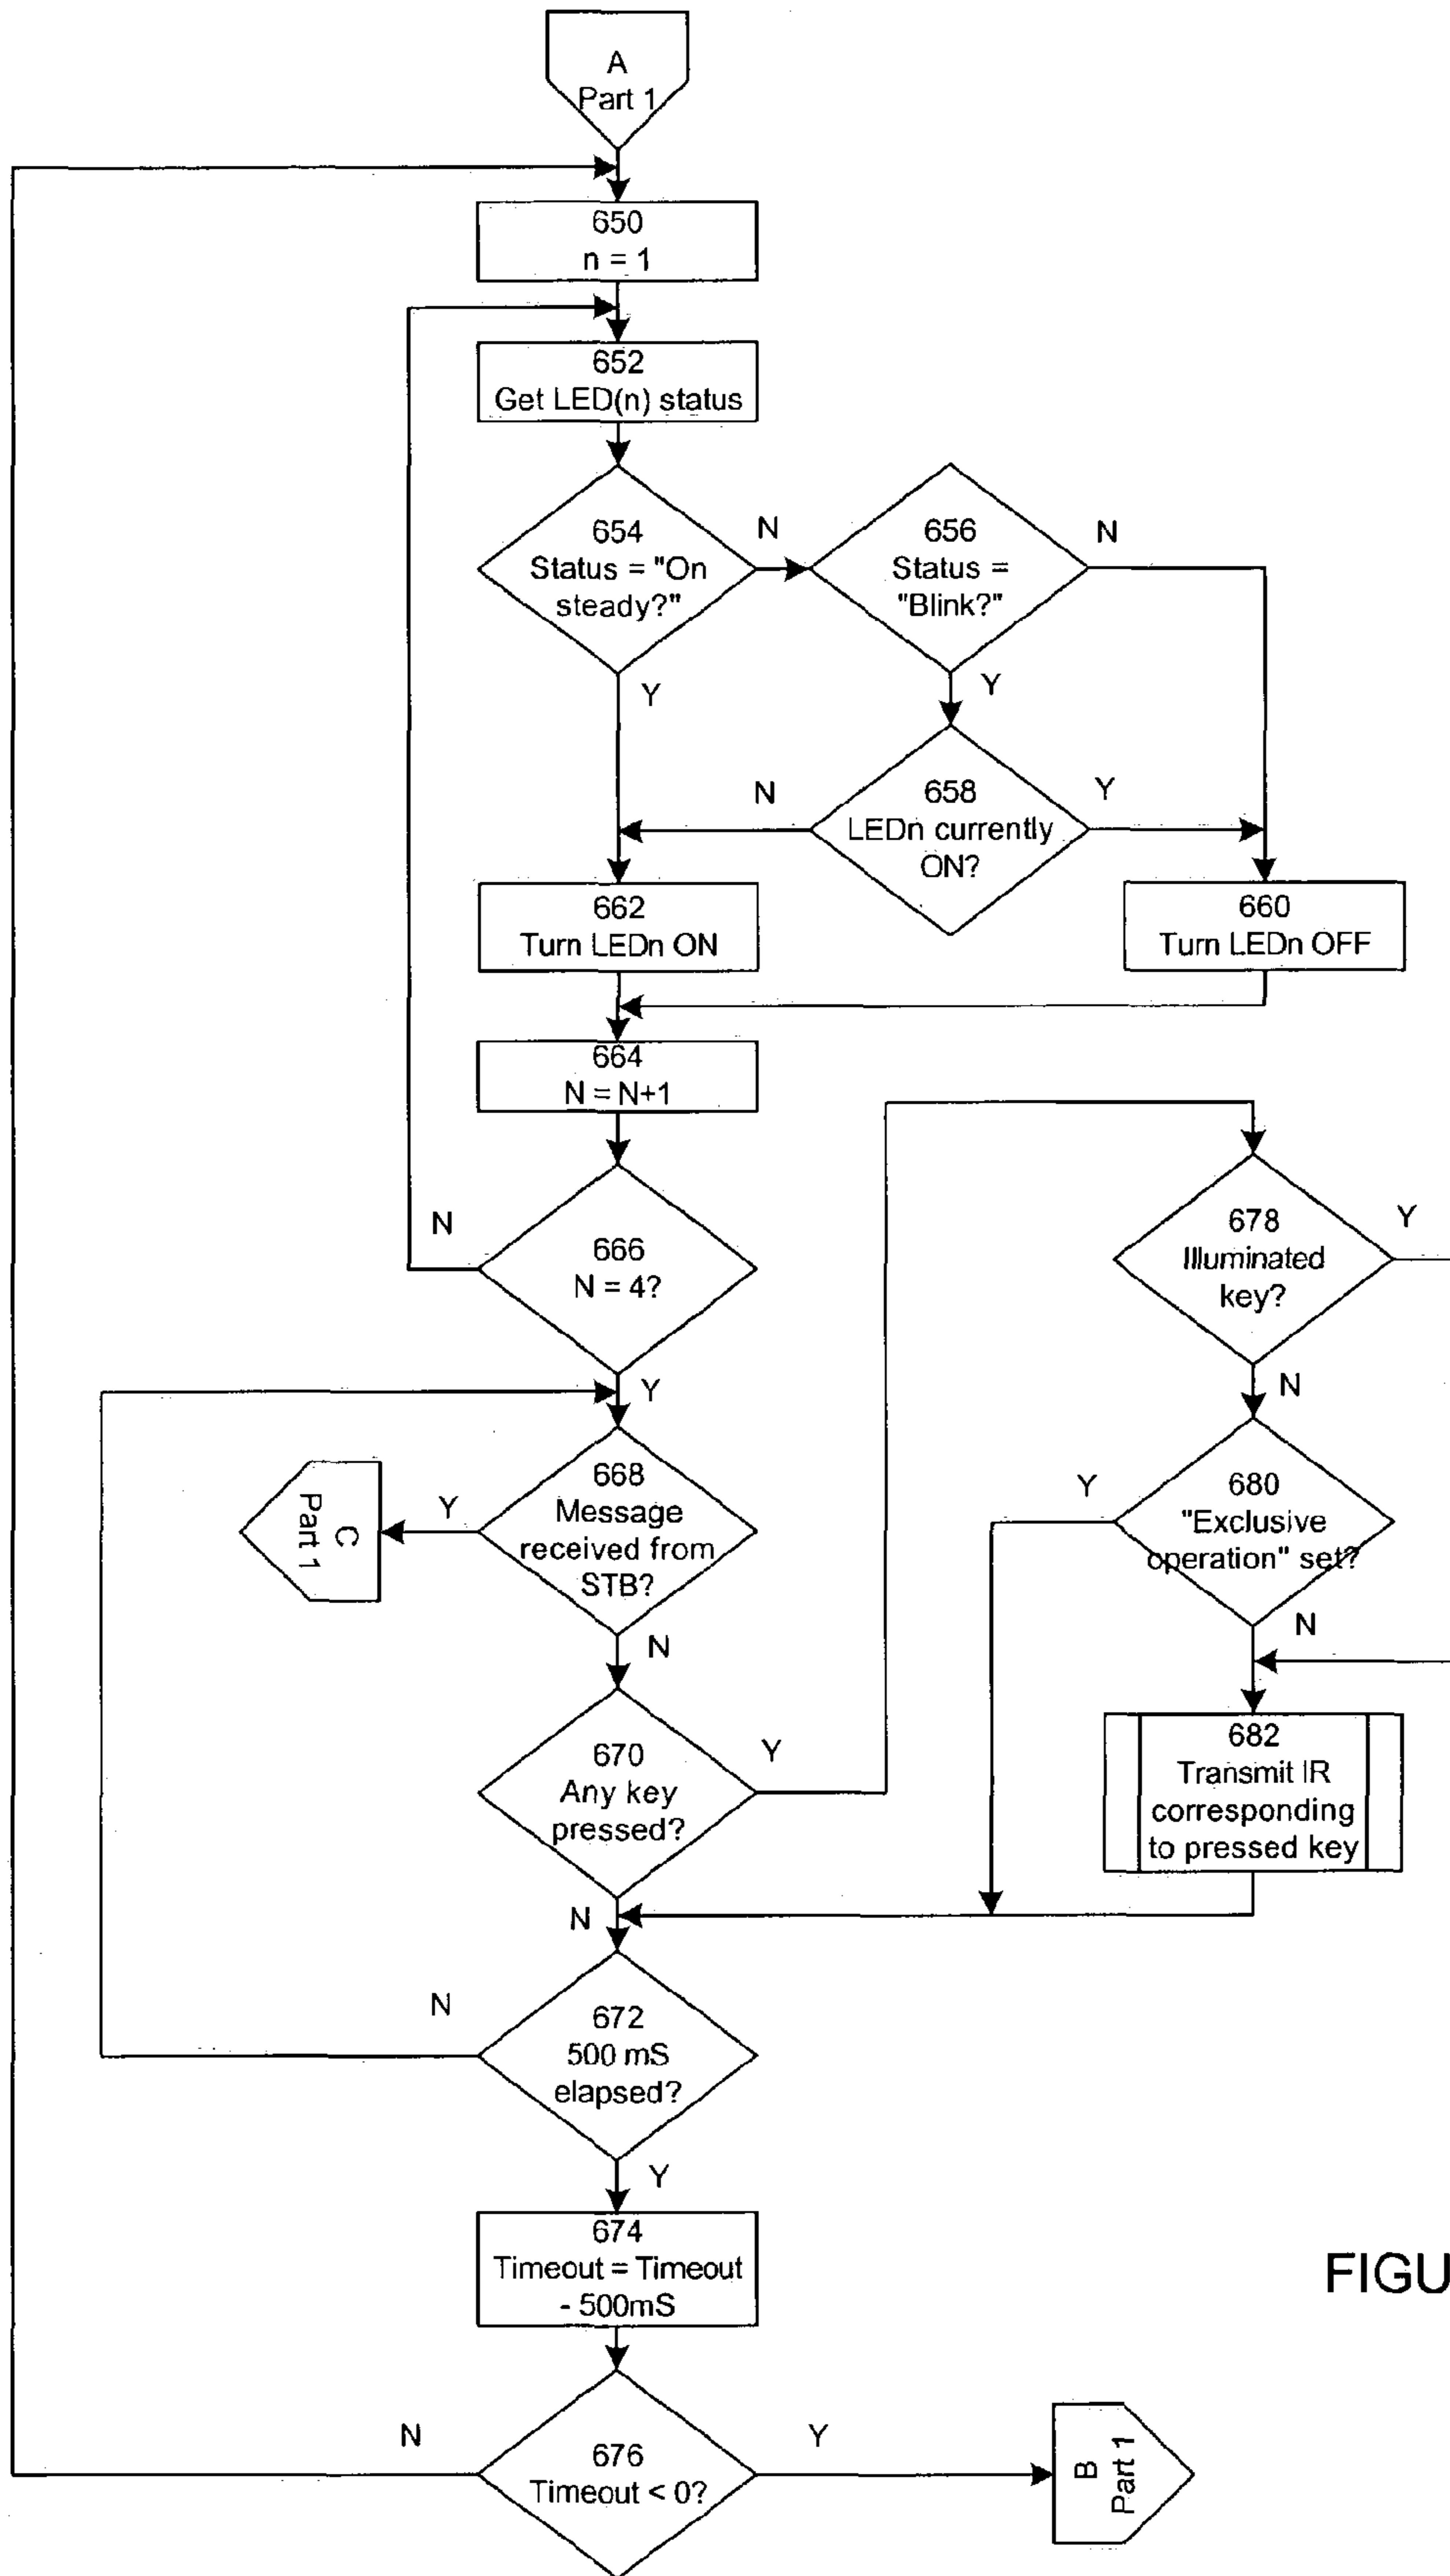 A
Part 1
650
n = 1
652
Get LED(n) status
654
Status = "On
steady?"
N
656
Status =
"Blink?"
N
Y
Y
658
LEDn currently
ON?
N
Y
662
Turn LEDn ON
660
Turn LEDn OFF
664
N = N+1
666
N = 4?
N
Y
678
Illuminated
key?
Y
N
668
Message
received from
STB?
Y
C
Part 1
N
680
"Exclusive
operation" set?
Y
N
670
Any key
pressed?
Y
N
682
Transmit IR
corresponding
to pressed key
672
500 mS
elapsed?
N
Y
674
Timeout = Timeout
- 500mS
676
Timeout < 0?
N
Y
B
Part 1
FIGU